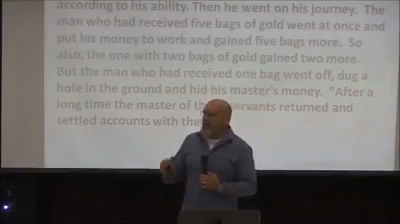 according to his ability. Then he went on his journey. The
man who had received five bags of gold went at once and
put his money to work and gained five bags more. So
also, the one with two bags of gold gained two more.
But the man who had received one bag went off, dug a
hole in the ground and hid his master's money. "After a
long time the master of servants returned and
settled accounts with